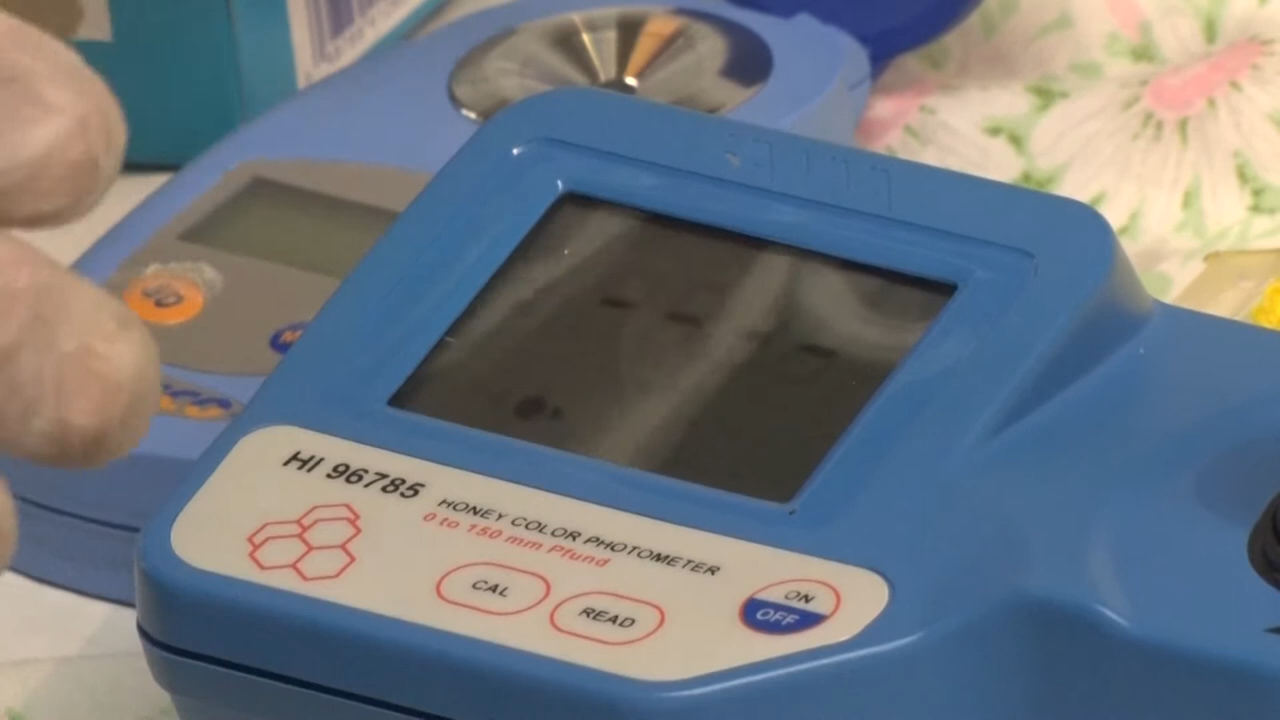 HI 96785
HONEY COLOR PHOTOMETER
0 to 150 mm Pfund
CAL
READ
ON
OFF